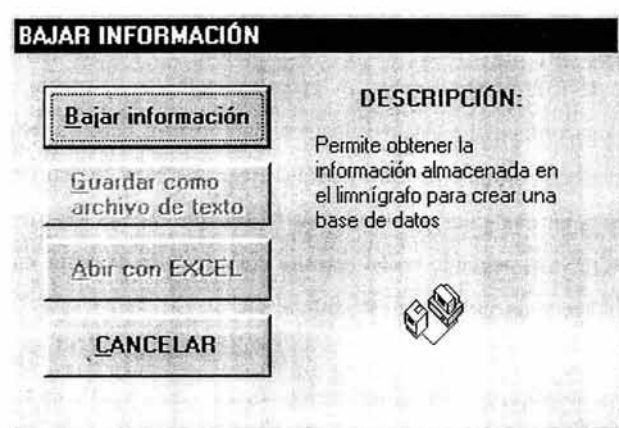 BAJAR INFORMACIÓN
Bajar información
Guardar como
archivo de texto
Abir con EXCEL
CANCELAR
DESCRIPCIÓN:
Permite obtener la
información almacenada en
el limnígrafo para crear una
base de datos